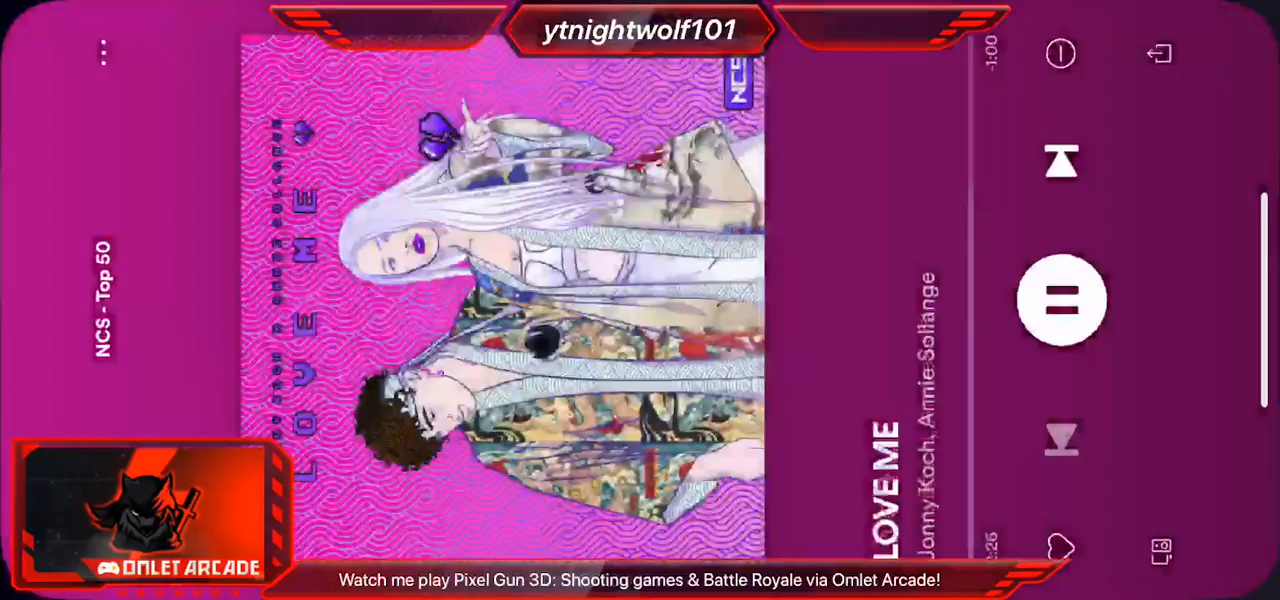 ytnightwolf101
NCS - Top 50
LOVE ME
NCS
LOVE ME
Jonny Koch, Annie Sollange
-1:00
:26
OMLET ARCADE
Watch me play Pixel Gun 3D: Shooting games & Battle Royale via Omlet Arcade!